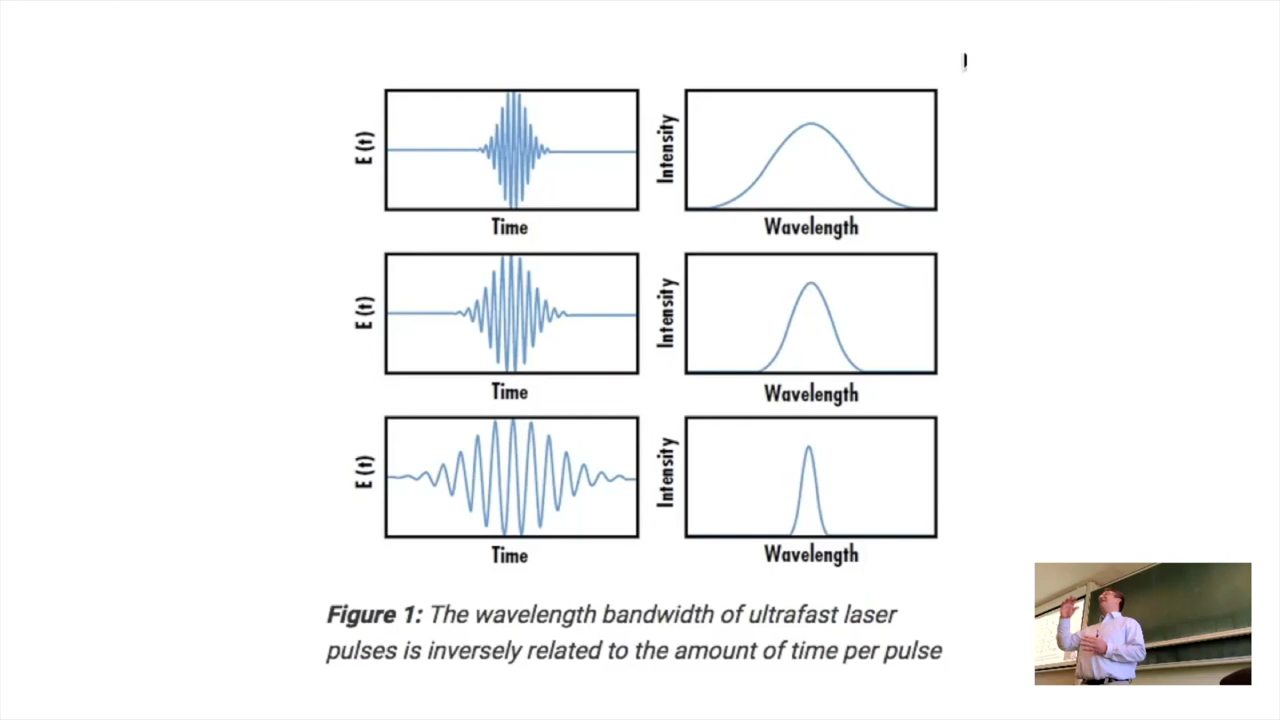 E (t)
Time
Intensity
Wavelength
E (t)
Time
Intensity
Wavelength
E (t)
Time
Intensity
Wavelength
Figure 1: The wavelength bandwidth of ultrafast laser
pulses is inversely related to the amount of time per pulse